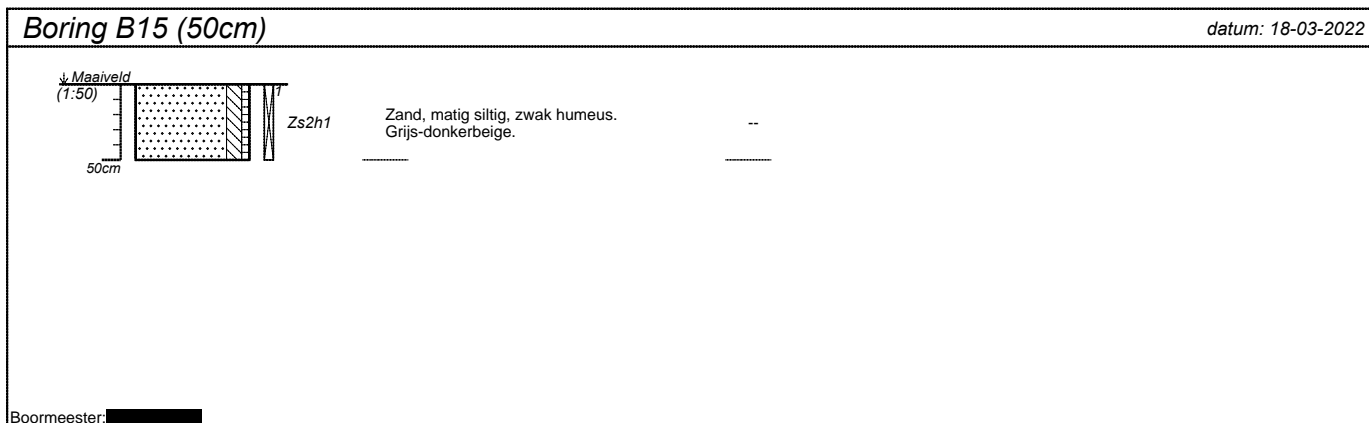 Boring B15 (50cm)
datum: 18-03-2022
Maaiveld
(1:50)
1
Zs2h1
Zand, matig siltig, zwak humeus.
Grijs-donkerbeige.
--
50cm
Boormeester: